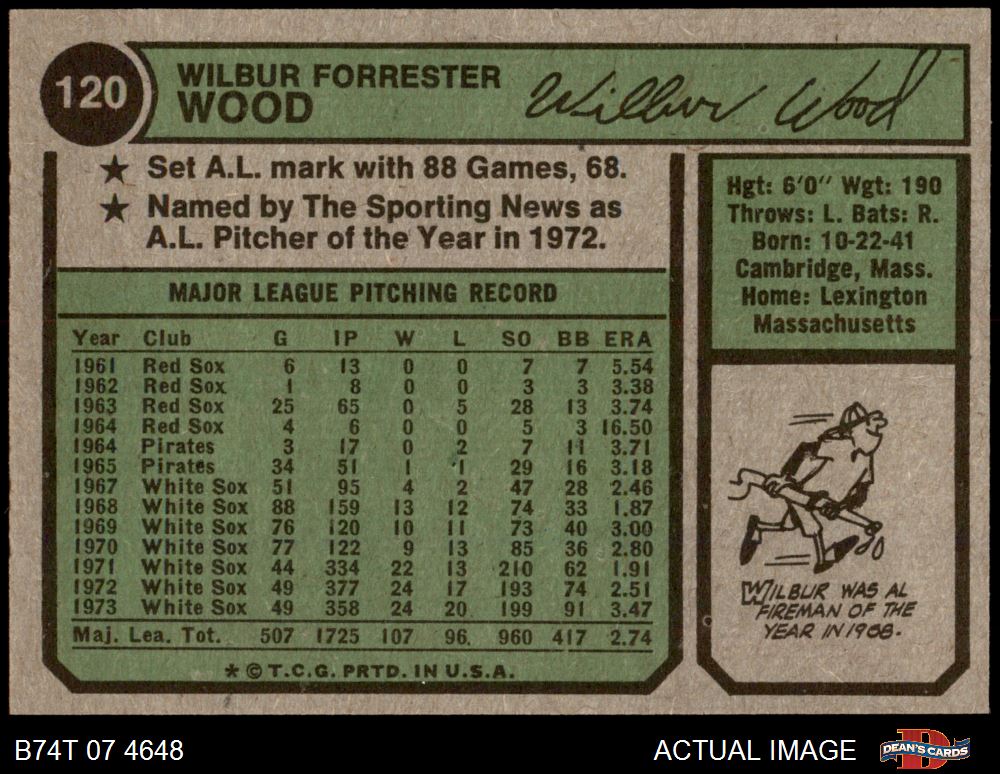 120
WILBUR FORRESTER
WOOD
Wilbur Wood
★ Set A.L. mark with 88 Games, 68.
★ Named by The Sporting News as
A.L. Pitcher of the Year in 1972.
MAJOR LEAGUE PITCHING RECORD
Year Club G IP W L SO BB ERA
1961 Red Sox 6 13 0 0 7 7 5.54
1962 Red Sox 1 8 0 0 3 3 3.38
1963 Red Sox 25 65 0 5 28 13 3.74
1964 Red Sox 4 6 0 0 5 3 16.50
1964 Pirates 3 17 0 2 7 11 3.71
1965 Pirates 34 51 1 1 29 16 3.18
1967 White Sox 51 95 4 2 47 28 2.46
1968 White Sox 88 159 13 12 74 33 1.87
1969 White Sox 76 120 10 11 73 40 3.00
1970 White Sox 77 122 9 13 85 36 2.80
1971 White Sox 44 334 22 13 210 62 1.91
1972 White Sox 49 377 24 17 193 74 2.51
1973 White Sox 49 358 24 20 199 91 3.47
Maj. Lea. Tot. 507 1725 107 96 960 417 2.74
* © T.C.G. PRTD. IN U.S.A.
Hgt: 6'0" Wgt: 190
Throws: L. Bats: R.
Born: 10-22-41
Cambridge, Mass.
Home: Lexington
Massachusetts
WILBUR WAS AL
FIREMAN OF THE
YEAR IN 1968.
B74T 07 4648
ACTUAL IMAGE
DEAN'S CARDS